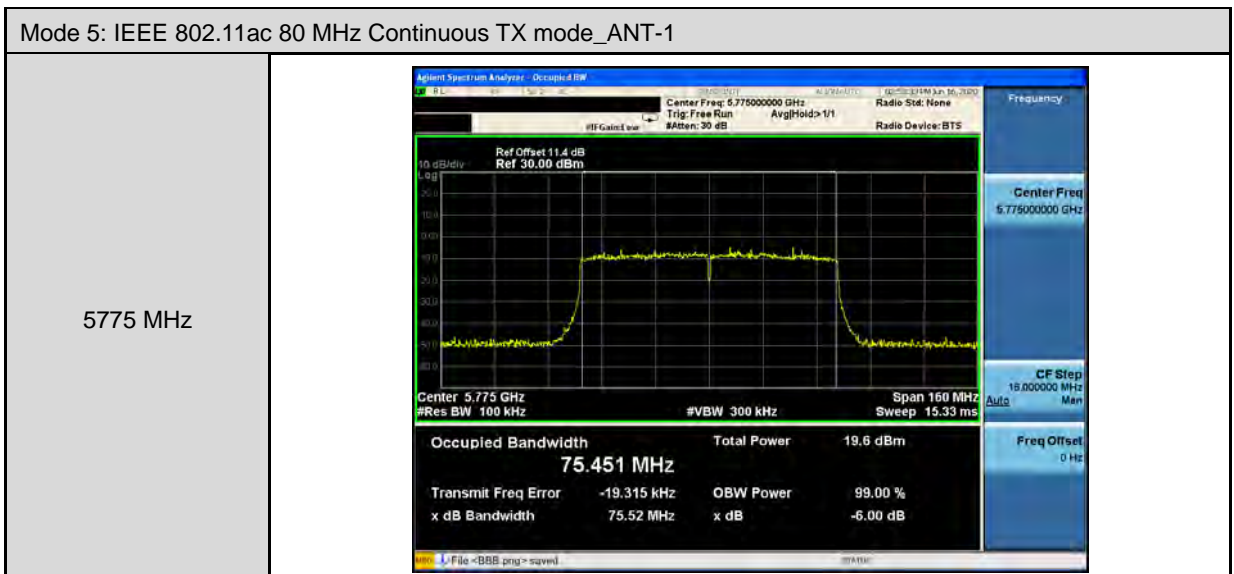 Mode 5: IEEE 802.11ac 80 MHz Continuous TX mode_ANT-1
5775 MHz
Agilent Spectrum Analyzer - Occupied BW
Center Freq: 5.775000000 GHz
Radio Std: None
Trig: Free Run
Avg|Hold:>1/1
#IFGain:Low
#Atten: 30 dB
Radio Device: BTS
Ref Offset 11.4 dB
10 dB/div
Ref 30.00 dBm
Log
Center 5.775 GHz
Span 160 MHz
#Res BW 100 kHz
#VBW 300 kHz
Sweep 15.33 ms
Occupied Bandwidth
Total Power
19.6 dBm
75.451 MHz
Transmit Freq Error
-19.315 kHz
OBW Power
99.00 %
x dB Bandwidth
75.52 MHz
x dB
-6.00 dB
File <BBB.png> saved
STATUS
Frequency
Center Freq
5.775000000 GHz
CF Step
16.000000 MHz
Auto
Man
Freq Offset
0 Hz